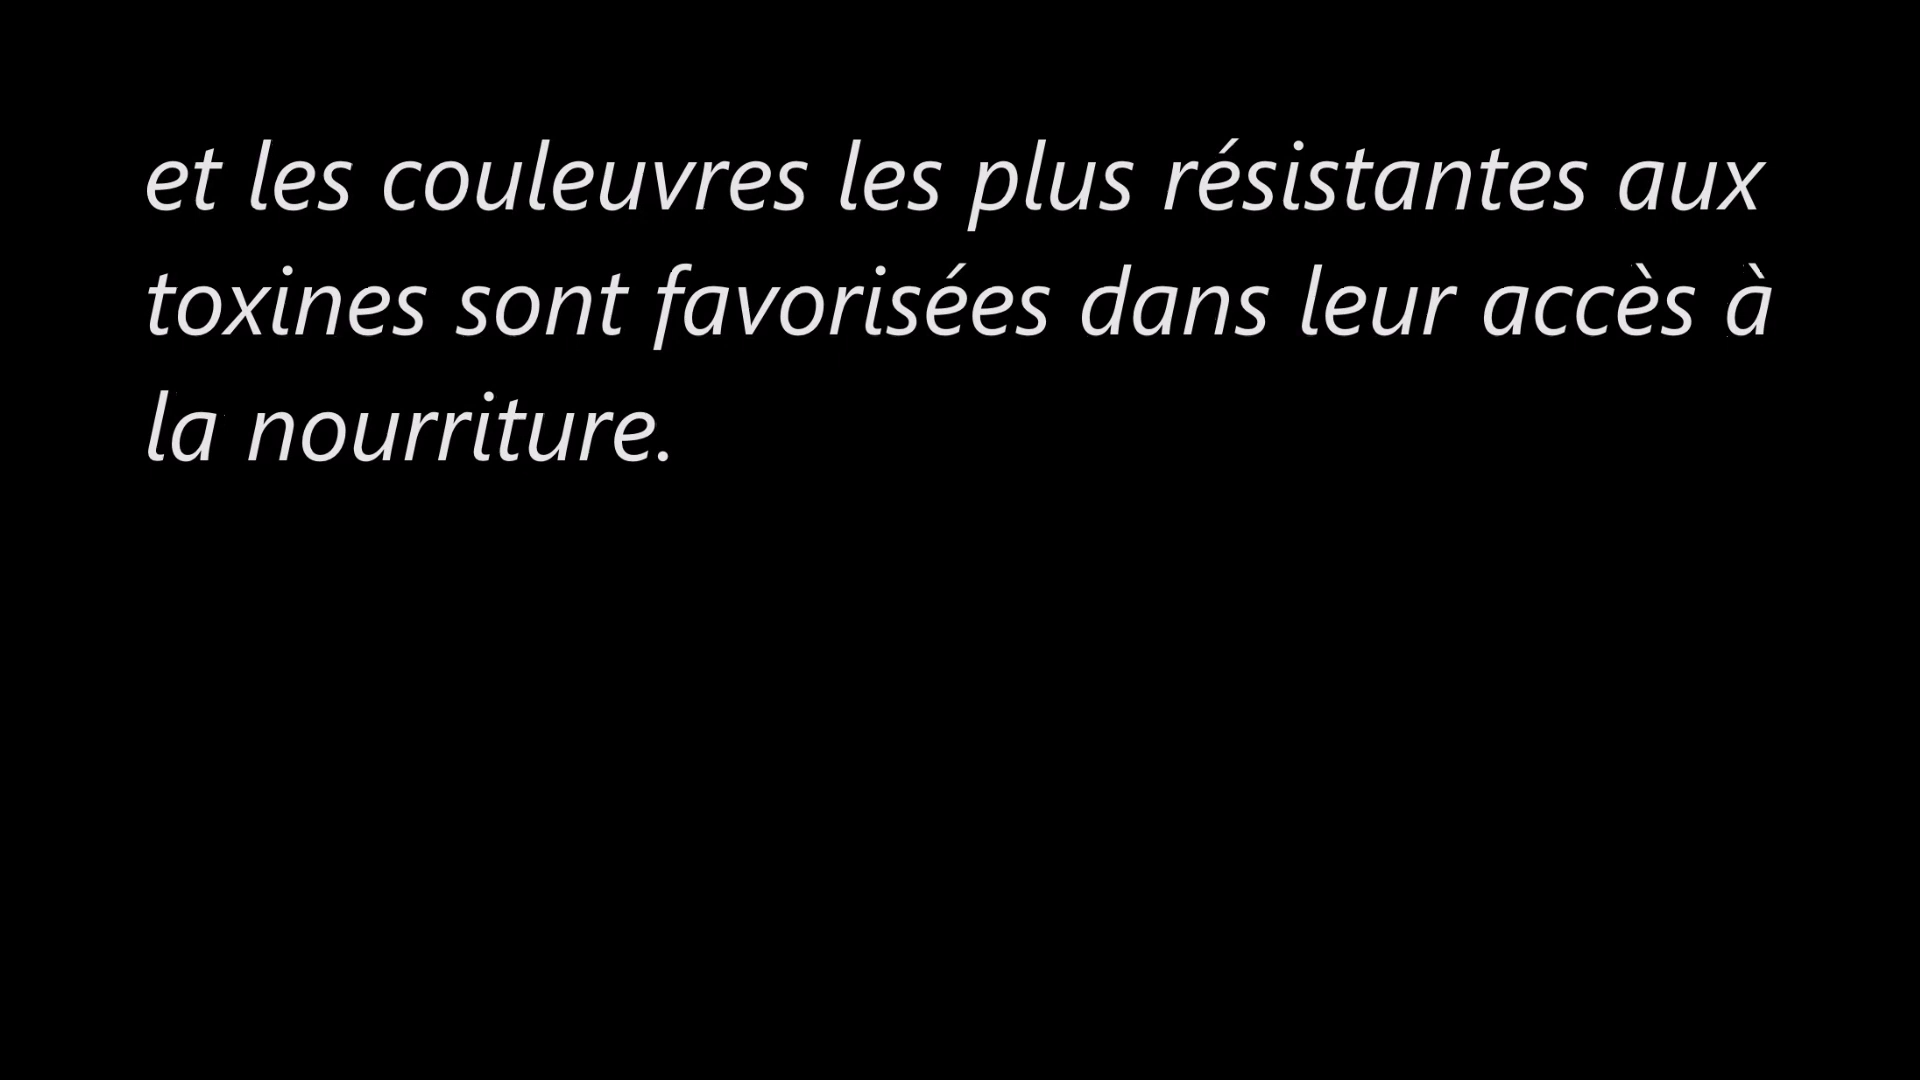 et les couleuvres les plus résistantes aux
toxines sont favorisées dans leur accès à
la nourriture.